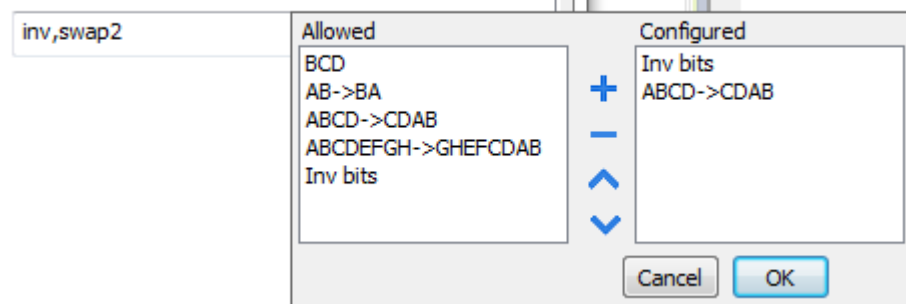 inv,swap2
Allowed
BCD
AB->BA
ABCD->CDAB
ABCDEFGH->GHEFCDAB
Inv bits
Configured
Inv bits
ABCD->CDAB
Cancel
OK